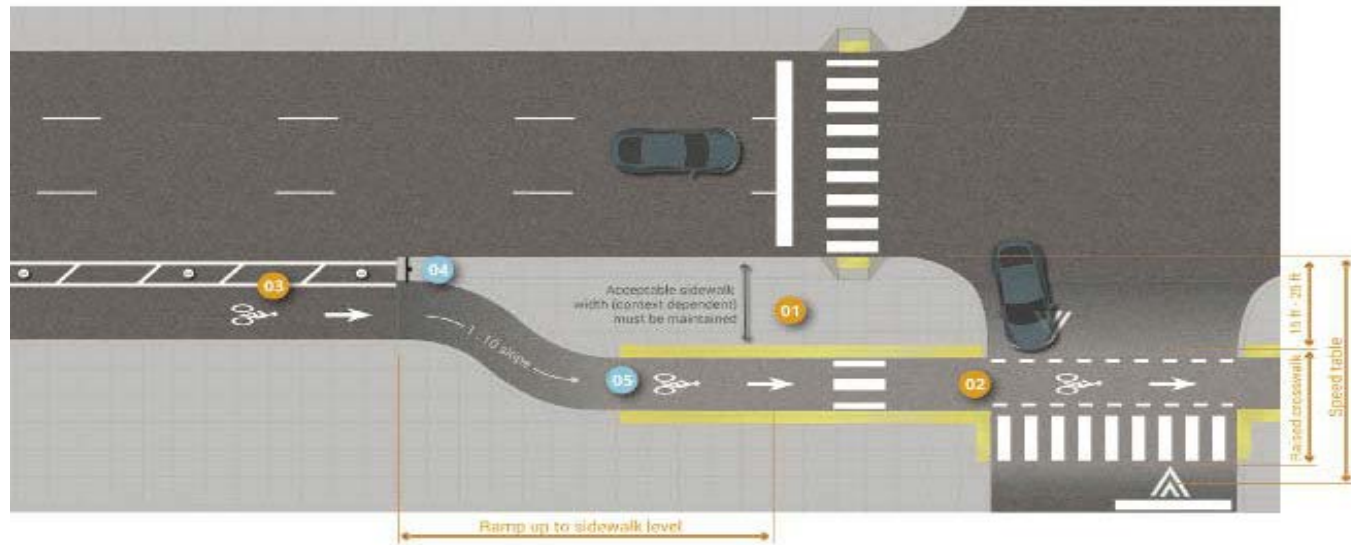 04
03
Acceptable sidewalk
width (context dependent)
must be maintained
01
15 ft - 25 ft
1 - 10 slope
05
02
Raised crosswalk
Speed table
Ramp up to sidewalk level